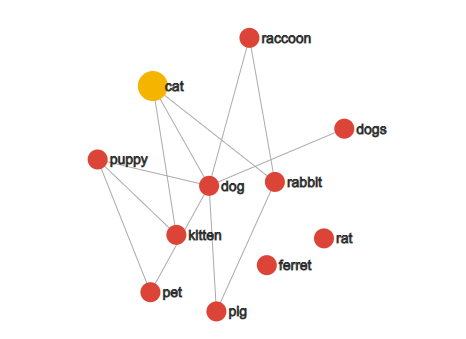 raccoon
cat
dogs
puppy
dog
rabbit
kitten
rat
ferret
pet
pig